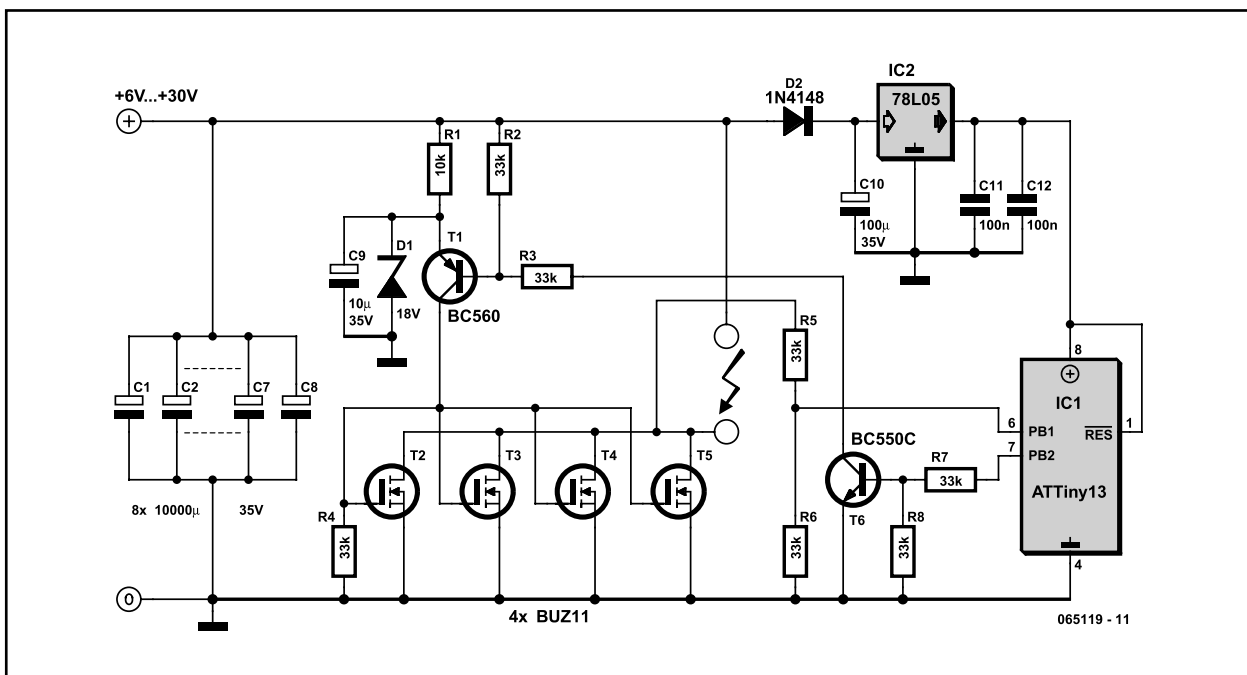 +6V...+30V
D2
1N4148
IC2
78L05
R1
10k
R2
33k
C10
100µ
35V
C11
100n
C12
100n
C9
10µ
35V
D1
18V
T1
BC560
R3
33k
R5
33k
8
IC1
6
PB1
RES
1
7
PB2
ATTiny13
4
C1
C2
C7
C8
8x 10000µ
35V
T2
T3
T4
T5
BC550C
T6
R7
33k
R4
33k
R6
33k
R8
33k
0
4x BUZ11
065119 - 11